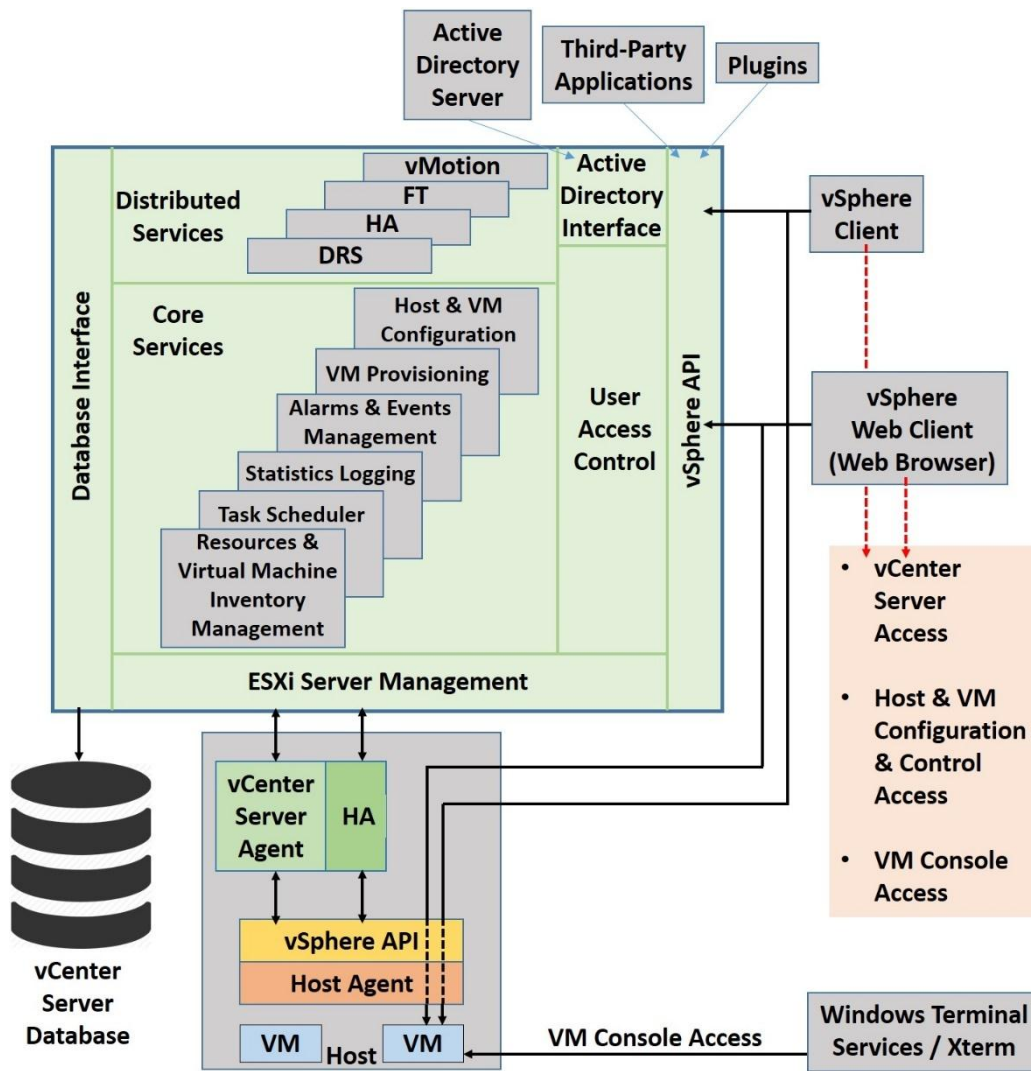 Active
Directory
Server
Third-Party
Applications
Plugins
Database Interface
Distributed
Services
vMotion
FT
HA
DRS
Active
Directory
Interface
vSphere API
vSphere
Client
Core
Services
Host & VM
Configuration
VM Provisioning
Alarms & Events
Management
Statistics Logging
Task Scheduler
Resources &
Virtual Machine
Inventory
Management
User
Access
Control
vSphere
Web Client
(Web Browser)
• vCenter
Server
Access
• Host & VM
Configuration
& Control
Access
• VM Console
Access
ESXi Server Management
vCenter
Server
Agent
HA
vSphere API
Host Agent
VM
Host
VM
vCenter
Server
Database
VM Console Access
Windows Terminal
Services / Xterm